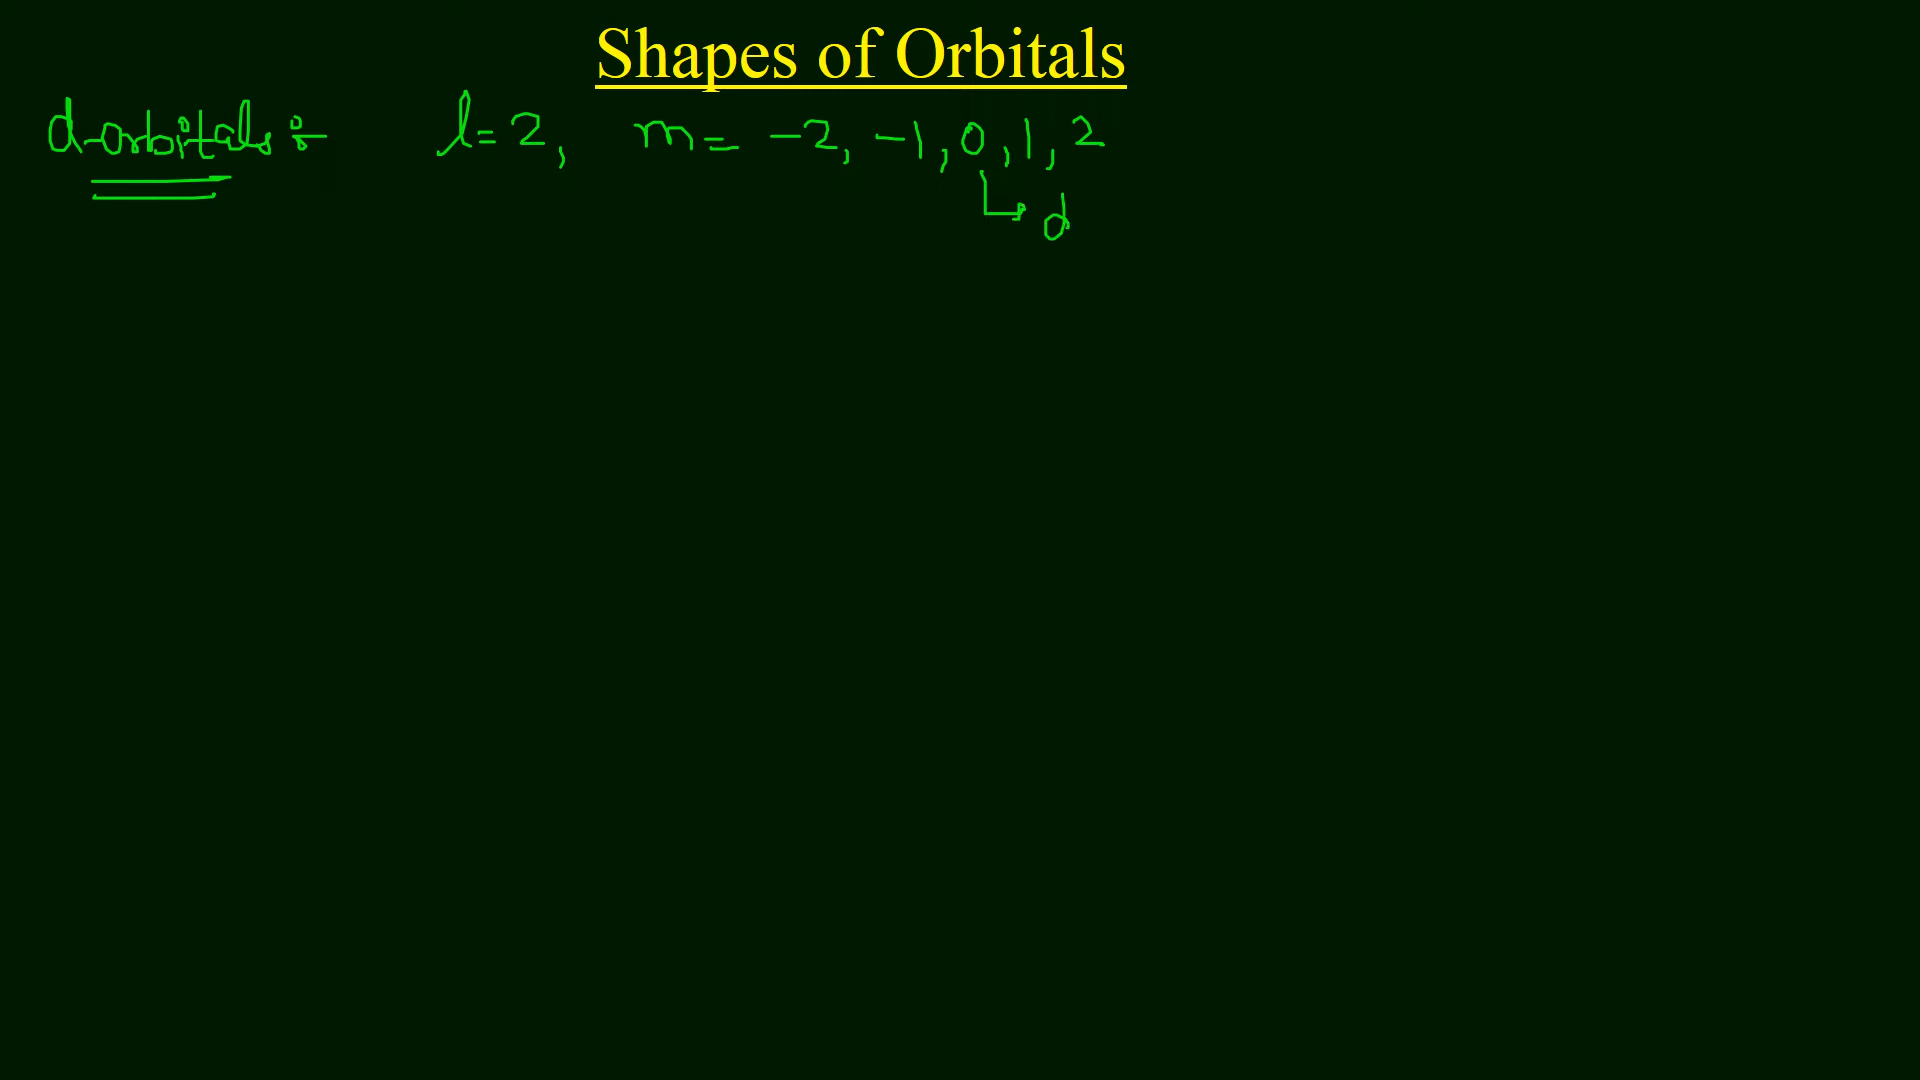 Shapes of Orbitals
d-orbitals :- l = 2, m = -2, -1, 0, 1, 2
d